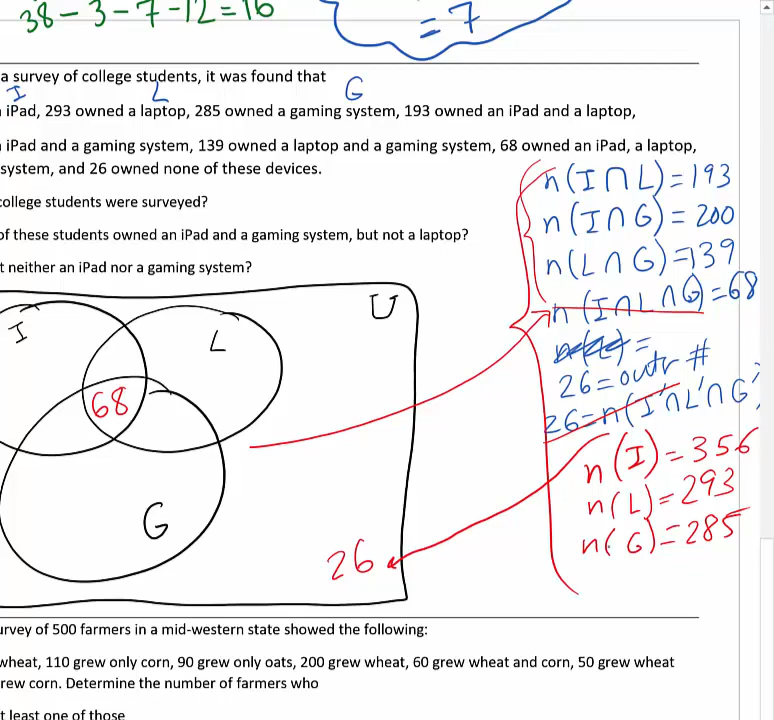 38 - 3 - 7 - 12 = 16
= 7
a survey of college students, it was found that
I L G
iPad, 293 owned a laptop, 285 owned a gaming system, 193 owned an iPad and a laptop,
iPad and a gaming system, 139 owned a laptop and a gaming system, 68 owned an iPad, a laptop,
system, and 26 owned none of these devices.
college students were surveyed?
of these students owned an iPad and a gaming system, but not a laptop?
t neither an iPad nor a gaming system?
n(I∩L)=193
n(I∩G)=200
n(L∩G)=139
n(I∩L∩G)=68
26=outr #
26=n(I'∩L'∩G'
n(I)=356
n(L)=293
n(G)=285
I
L
U
68
G
26
urvey of 500 farmers in a mid-western state showed the following:
wheat, 110 grew only corn, 90 grew only oats, 200 grew wheat, 60 grew wheat and corn, 50 grew wheat
rew corn. Determine the number of farmers who
t least one of those